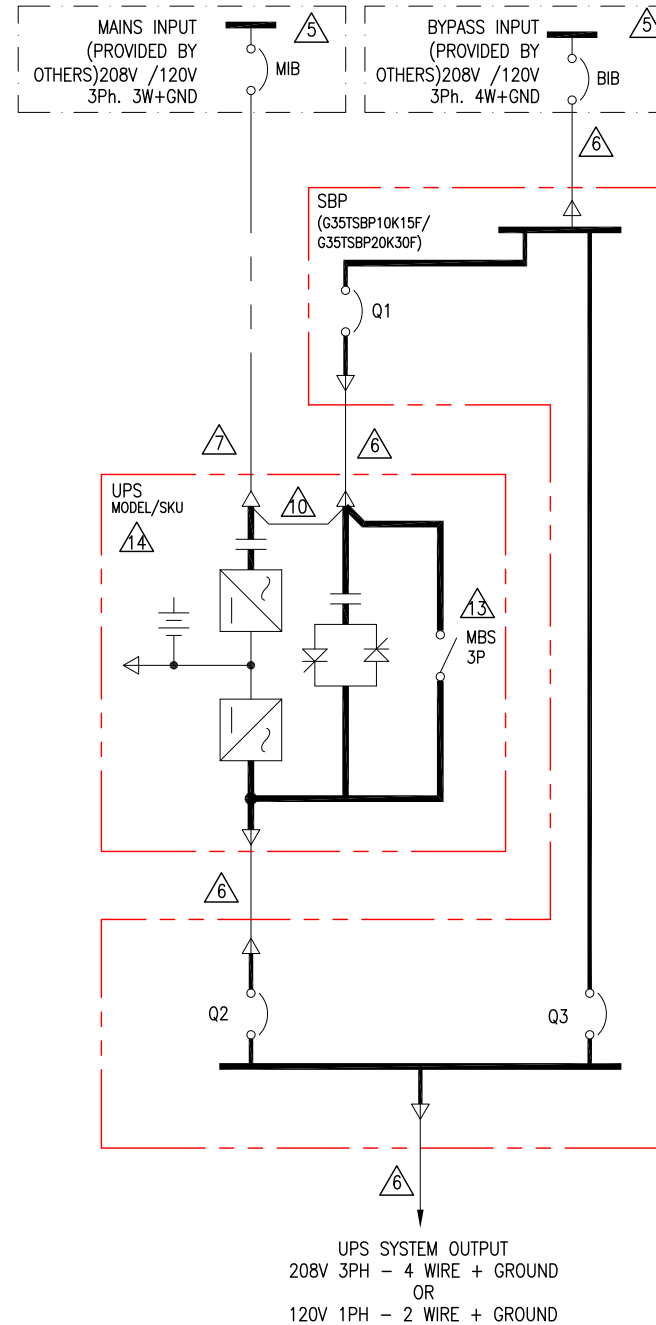 MAINS INPUT
(PROVIDED BY
OTHERS)208V /120V
3Ph. 3W+GND
5
MIB
BYPASS INPUT
(PROVIDED BY
OTHERS)208V /120V
3Ph. 4W+GND
5
BIB
6
SBP
(G35TSBP10K15F/
G35TSBP20K30F)
Q1
7
6
UPS
MODEL/SKU
14
10
13
MBS
3P
6
Q2
Q3
6
UPS SYSTEM OUTPUT
208V 3PH - 4 WIRE + GROUND
OR
120V 1PH - 2 WIRE + GROUND